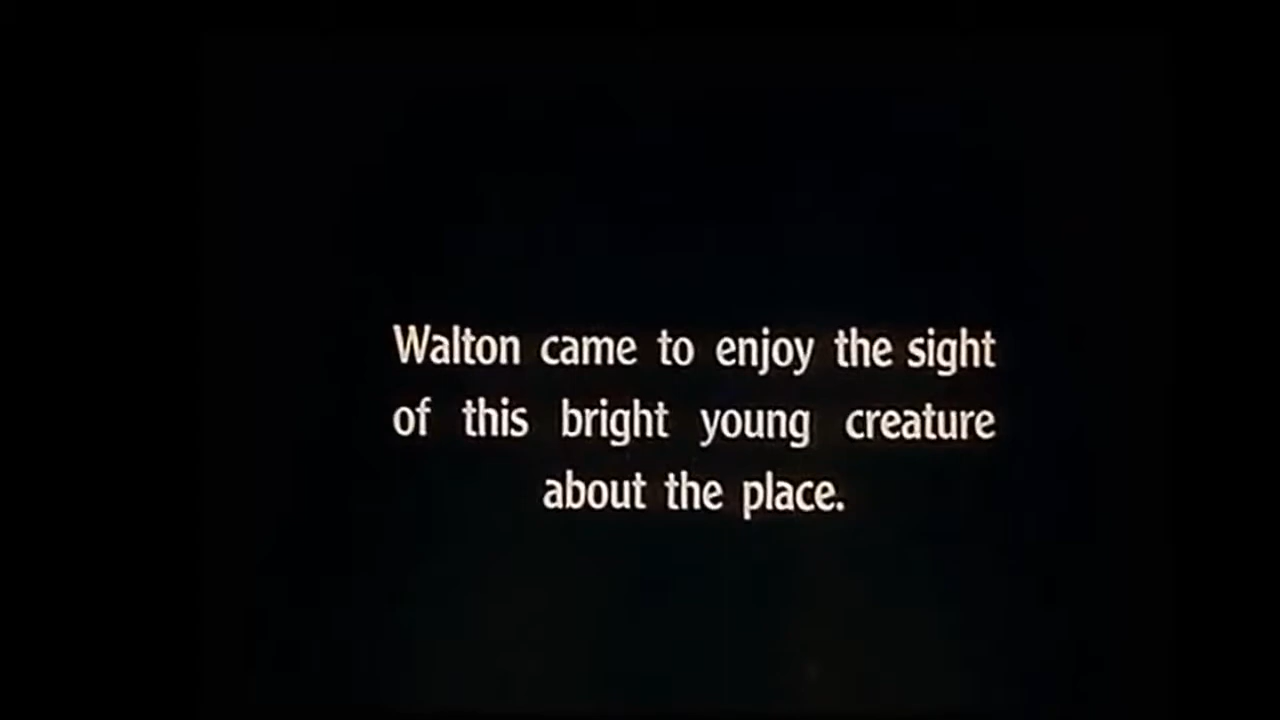 Walton came to enjoy the sight
of this bright young creature
about the place.